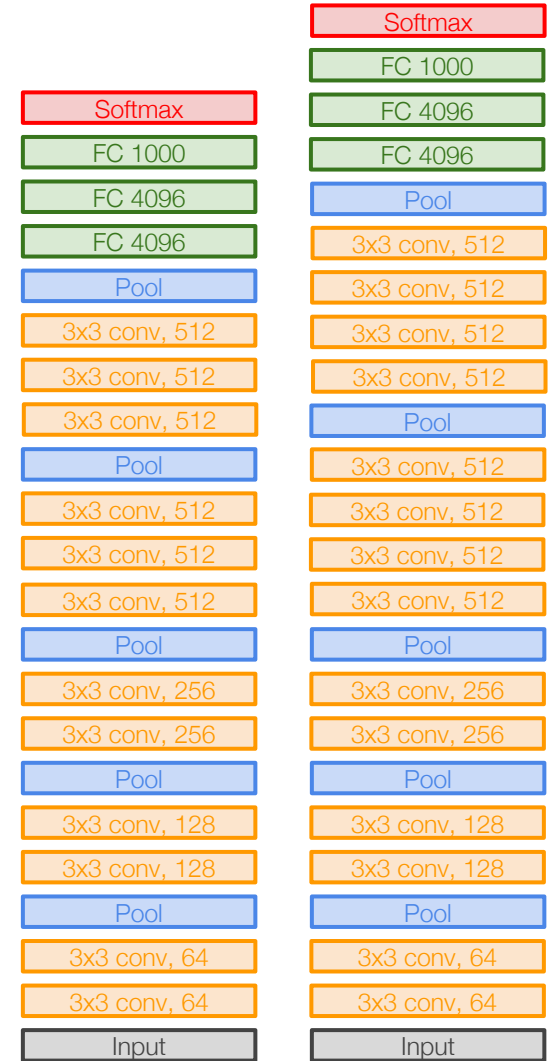 Softmax
FC 1000
FC 4096
FC 4096
Pool
3x3 conv, 512
3x3 conv, 512
3x3 conv, 512
Pool
3x3 conv, 512
3x3 conv, 512
3x3 conv, 512
Pool
3x3 conv, 256
3x3 conv, 256
Pool
3x3 conv, 128
3x3 conv, 128
Pool
3x3 conv, 64
3x3 conv, 64
Input
Softmax
FC 1000
FC 4096
FC 4096
Pool
3x3 conv, 512
3x3 conv, 512
3x3 conv, 512
3x3 conv, 512
Pool
3x3 conv, 512
3x3 conv, 512
3x3 conv, 512
3x3 conv, 512
Pool
3x3 conv, 256
3x3 conv, 256
Pool
3x3 conv, 128
3x3 conv, 128
Pool
3x3 conv, 64
3x3 conv, 64
Input